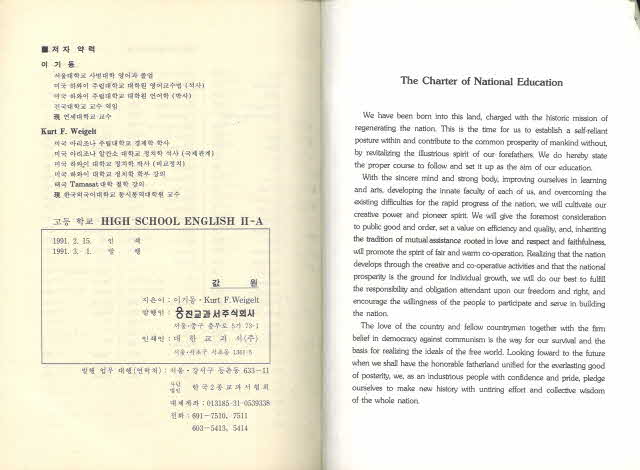 ■ 저자 약력
이 기 동
서울대학교 사범대학 영어과 졸업
미국 하와이 주립대학교 대학원 영어교수법 (석사)
미국 하와이 주립대학교 대학원 언어학 (박사)
건국대학교 교수 역임
現 연세대학교 교수
Kurt F. Weigelt
미국 아리조나 주립대학교 경제학 학사
미국 아리조나 대학교 정치학 석사 (국제관계)
미국 하와이 대학교 정치학 박사 (비교정치)
미국 하와이 대학교 정치학 학부 강의
태국 Tamasat대학 철학 강의
現 한국외국어대학교 동시통역대학원 교수
고등 학교 HIGH SCHOOL ENGLISH II-A
1991. 2. 15. 인 쇄
1991. 3. 1. 발 행
값 원
지은이 : 이기동·Kurt F. Weigelt
발행인 : 웅진교과서주식회사
서울·중구 충무로 5가 73-1
인쇄인 : 대 한 교 과 서(주)
서울·서초구 서초동 1361-5
발행 업무 대행(연락처) : 서울·강서구 등촌동 633-11
사단법인 한국2종교과서협회
대체계좌 : 013185-31-0539338
전화 : 691-7510, 7511
603-5413, 5414
The Charter of National Education
We have been born into this land, charged with the historic mission of
regenerating the nation. This is the time for us to establish a self-reliant
posture within and contribute to the common prosperity of mankind without,
by revitalizing the illustrious spirit of our forefathers. We do hereby state
the proper course to follow and set it up as the aim of our education.
With the sincere mind and strong body, improving ourselves in learning
and arts, developing the innate faculty of each of us, and overcoming the
existing difficulties for the rapid progress of the nation, we will cultivate our
creative power and pioneer spirit. We will give the foremost consideration
to public good and order, set a value on efficiency and quality, and, inheriting
the tradition of mutual assistance rooted in love and respect and faithfulness,
will promote the spirit of fair and warm co-operation. Realizing that the nation
develops through the creative and co-operative activities and that the national
prosperity is the ground for individual growth, we will do our best to fulfill
the responsibility and obligation attendant upon our freedom and right, and
encourage the willingness of the people to participate and serve in building
the nation.
The love of the country and fellow countrymen together with the firm
belief in democracy against communism is the way for our survival and the
basis for realising the ideals of the free world. Looking foward to the future
when we shall have the honorable fatherland unified for the everlasting good
of posterity, we, as an industrious people with confidence and pride, pledge
ourselves to make new history with untiring effort and collective wisdom
of the whole nation.